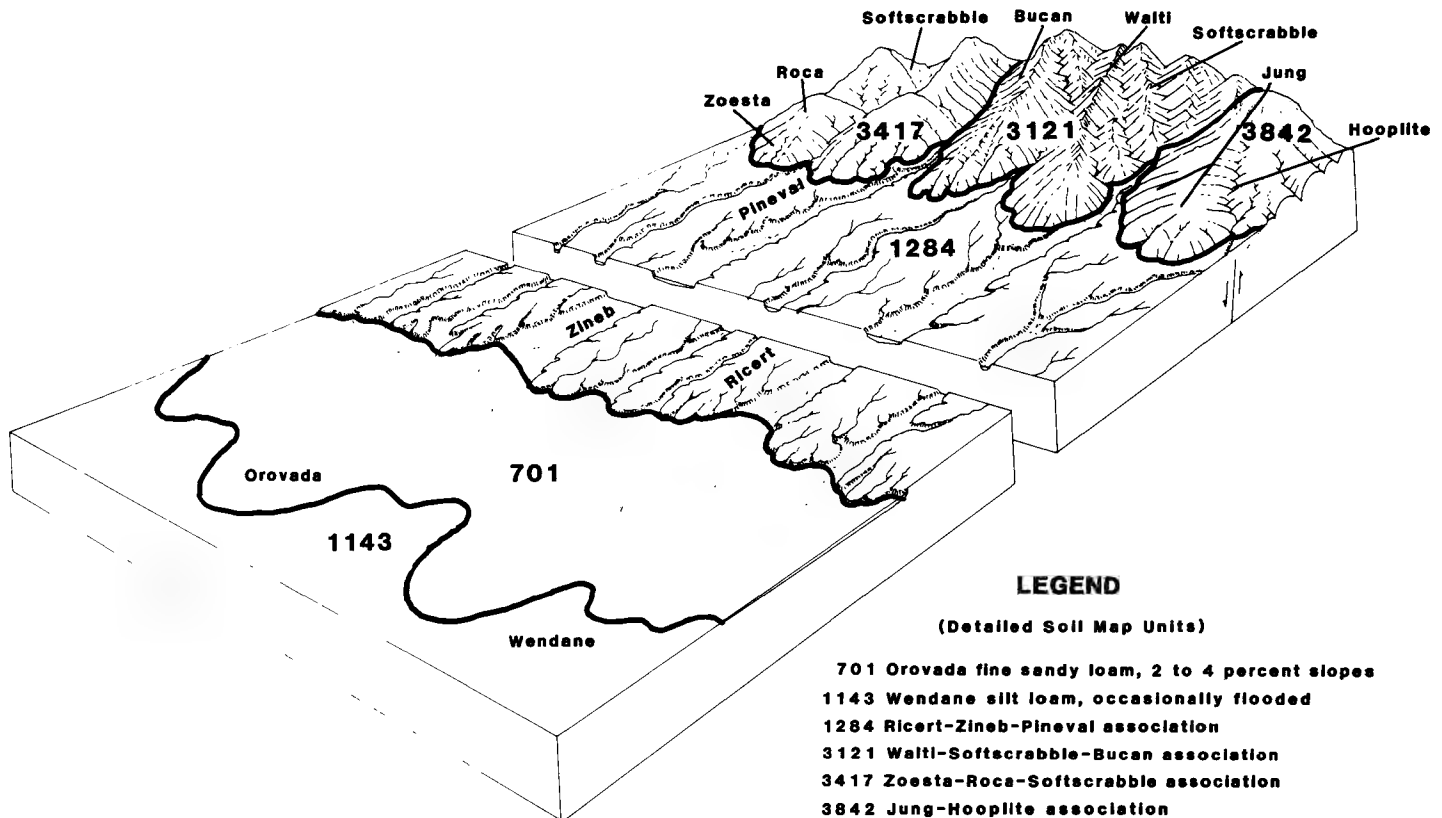 Softscrabble
Bucan
Walti
Softscrabble
Roca
Jung
Zoesta
3417
3121
3842
Hooplite
Pineval
1284
Zineb
Ricert
Orovada
701
1143
Wendane
LEGEND
(Detailed Soil Map Units)
701 Orovada fine sandy loam, 2 to 4 percent slopes
1143 Wendane silt loam, occasionally flooded
1284 Ricert-Zineb-Pineval association
3121 Walti-Softscrabble-Bucan association
3417 Zoesta-Roca-Softscrabble association
3842 Jung-Hooplite association